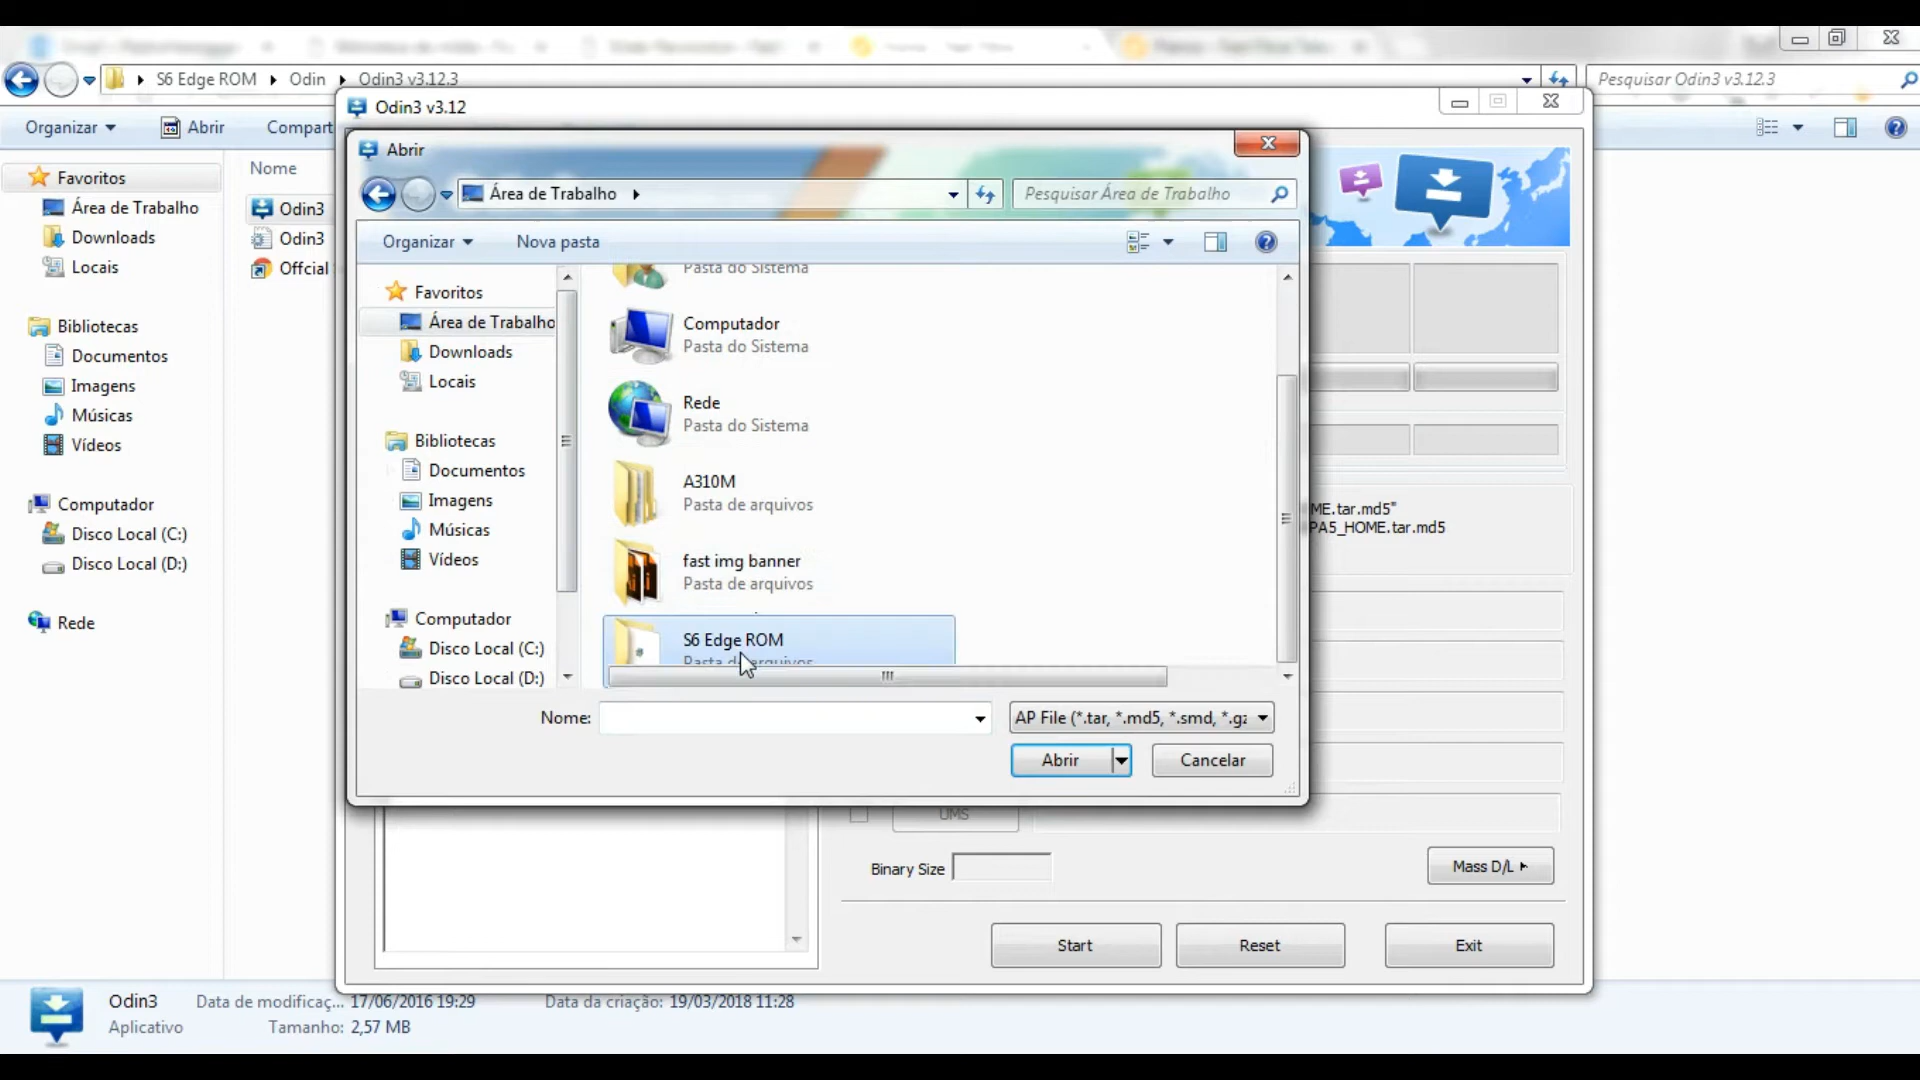 S6 Edge ROM
Odin
Odin3 v3.12.3
Pesquisar Odin3 v3.12.3
Organizar
Abrir
Compart
Favoritos
Área de Trabalho
Downloads
Locais
Bibliotecas
Documentos
Imagens
Músicas
Vídeos
Computador
Disco Local (C:)
Disco Local (D:)
Rede
Nome
Odin3
Odin3
Offcial
Odin3 v3.12
Abrir
Área de Trabalho
Pesquisar Área de Trabalho
Organizar
Nova pasta
Favoritos
Área de Trabalho
Downloads
Locais
Bibliotecas
Documentos
Imagens
Músicas
Vídeos
Computador
Disco Local (C:)
Disco Local (D:)
Pasta do Sistema
Computador
Pasta do Sistema
Rede
Pasta do Sistema
A310M
Pasta de arquivos
fast img banner
Pasta de arquivos
S6 Edge ROM
Pasta de arquivos
Nome:
AP File (*.tar, *.md5, *.smd, *.gz
Abrir
Cancelar
ME.tar.md5"
PA5_HOME.tar.md5
UMS
Binary Size
Mass D/L
Start
Reset
Exit
Odin3
Data de modificaç... 17/06/2016 19:29
Data da criação: 19/03/2018 11:28
Aplicativo
Tamanho: 2,57 MB